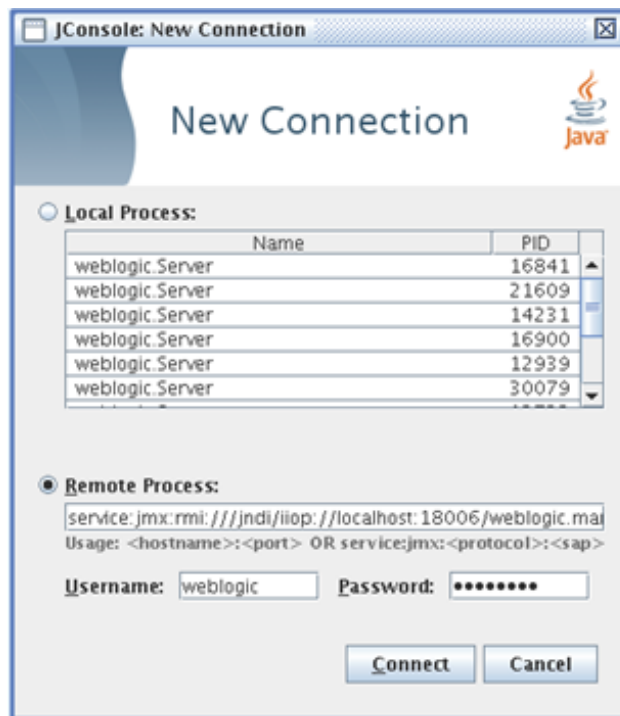 JConsole: New Connection
New Connection
Java
Local Process:
Name PID
weblogic.Server 16841
weblogic.Server 21609
weblogic.Server 14231
weblogic.Server 16900
weblogic.Server 12939
weblogic.Server 30079
Remote Process:
service:jmx:rmi:///jndi/iiop://localhost:18006/weblogic.mai
Usage: <hostname>:<port> OR service:jmx:<protocol>:<sap>
Username: weblogic Password: ••••••••
Connect Cancel